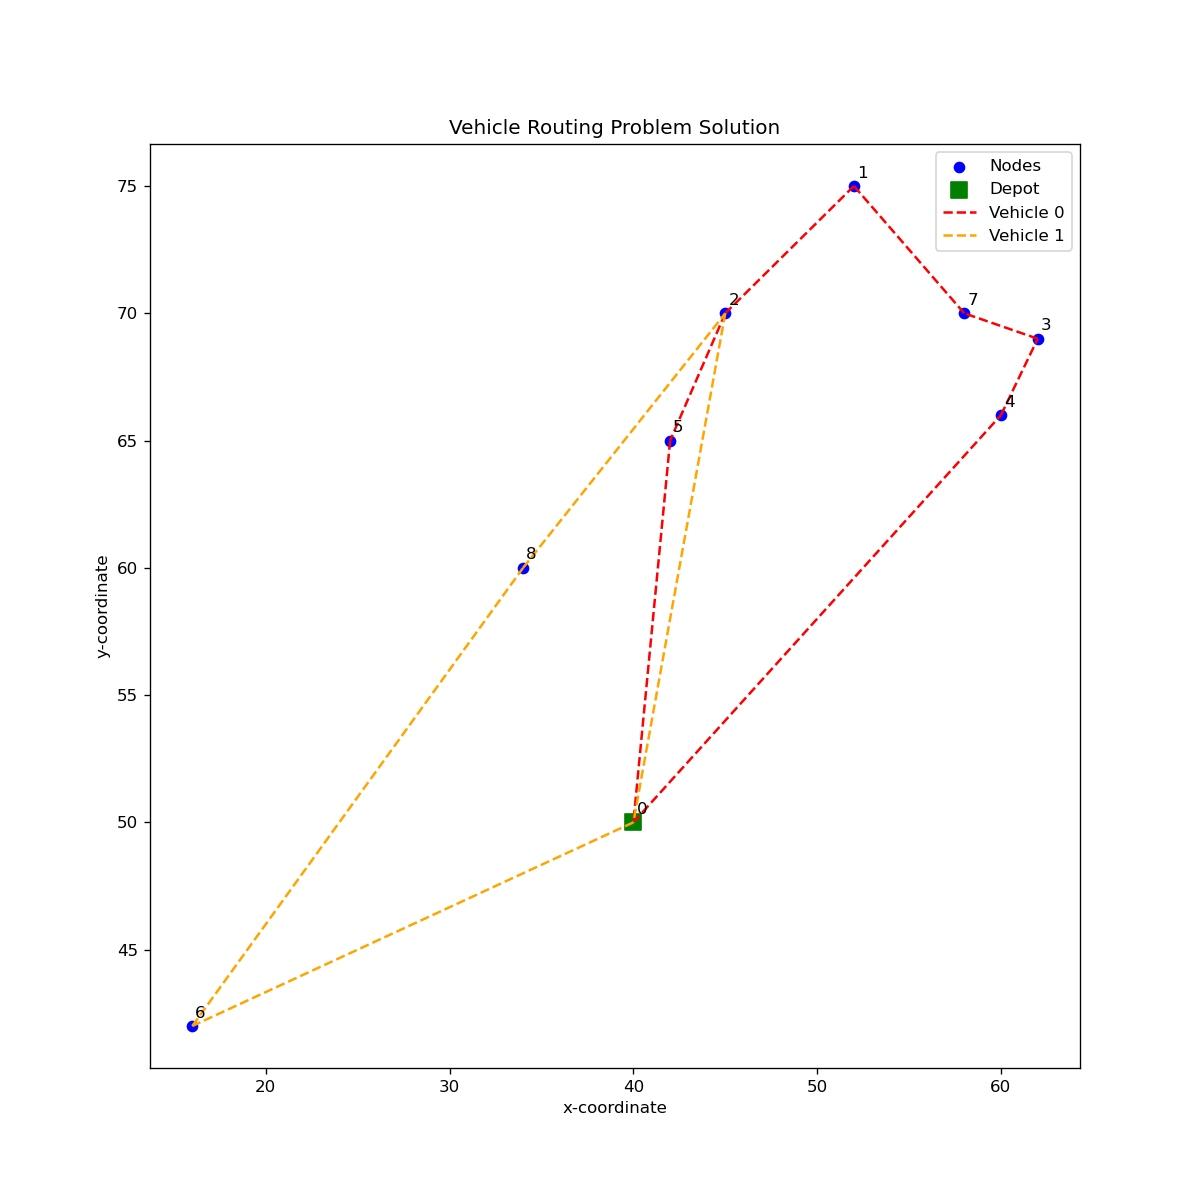 Vehicle Routing Problem Solution
Nodes
Depot
Vehicle 0
Vehicle 1
1
2
7
3
4
5
8
0
6
75
70
65
60
55
50
45
y-coordinate
20 30 40 50 60
x-coordinate